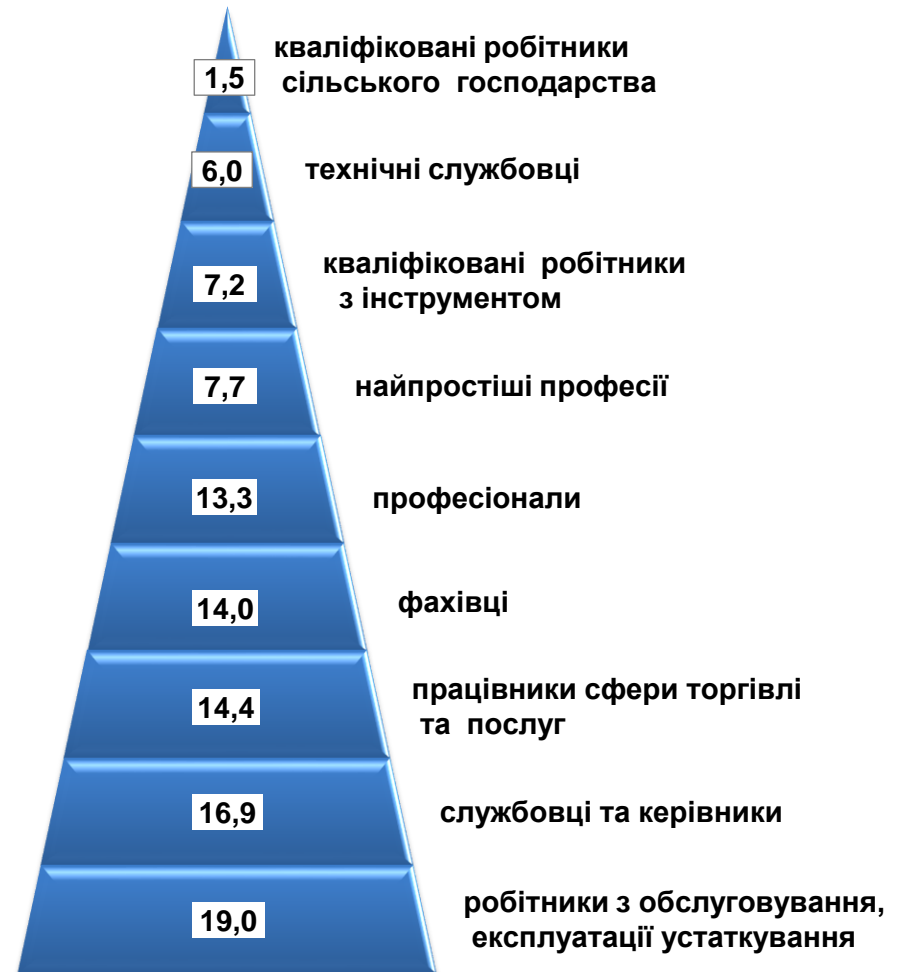 кваліфіковані робітники
1,5
сільського господарства
6,0
технічні службовці
кваліфіковані робітники
7,2
з інструментом
7,7
найпростіші професії
13,3
професіонали
14,0
фахівці
працівники сфери торгівлі
14,4
та послуг
16,9
службовці та керівники
робітники з обслуговування,
19,0
експлуатації устаткування